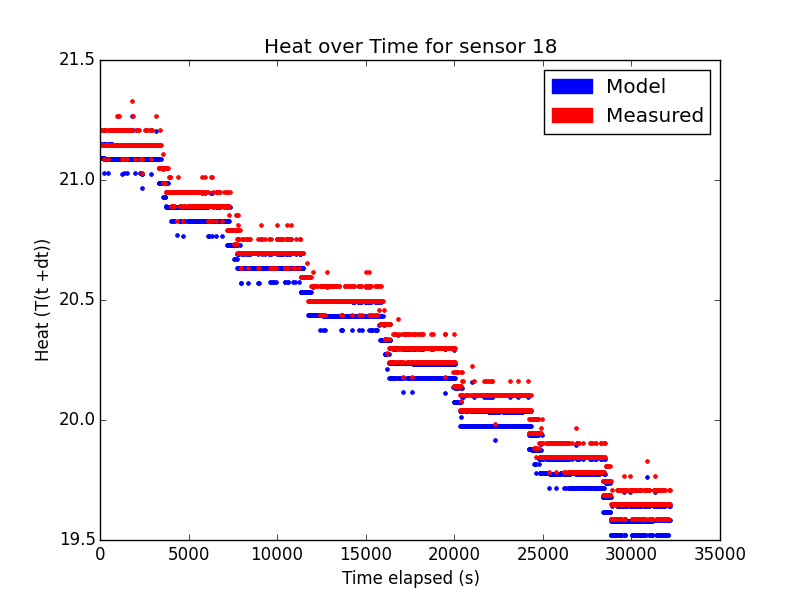 Heat over Time for sensor 18
21.5
21.0
20.5
20.0
19.5
Heat (T(t +dt))
Model
Measured
0 5000 10000 15000 20000 25000 30000 35000
Time elapsed (s)